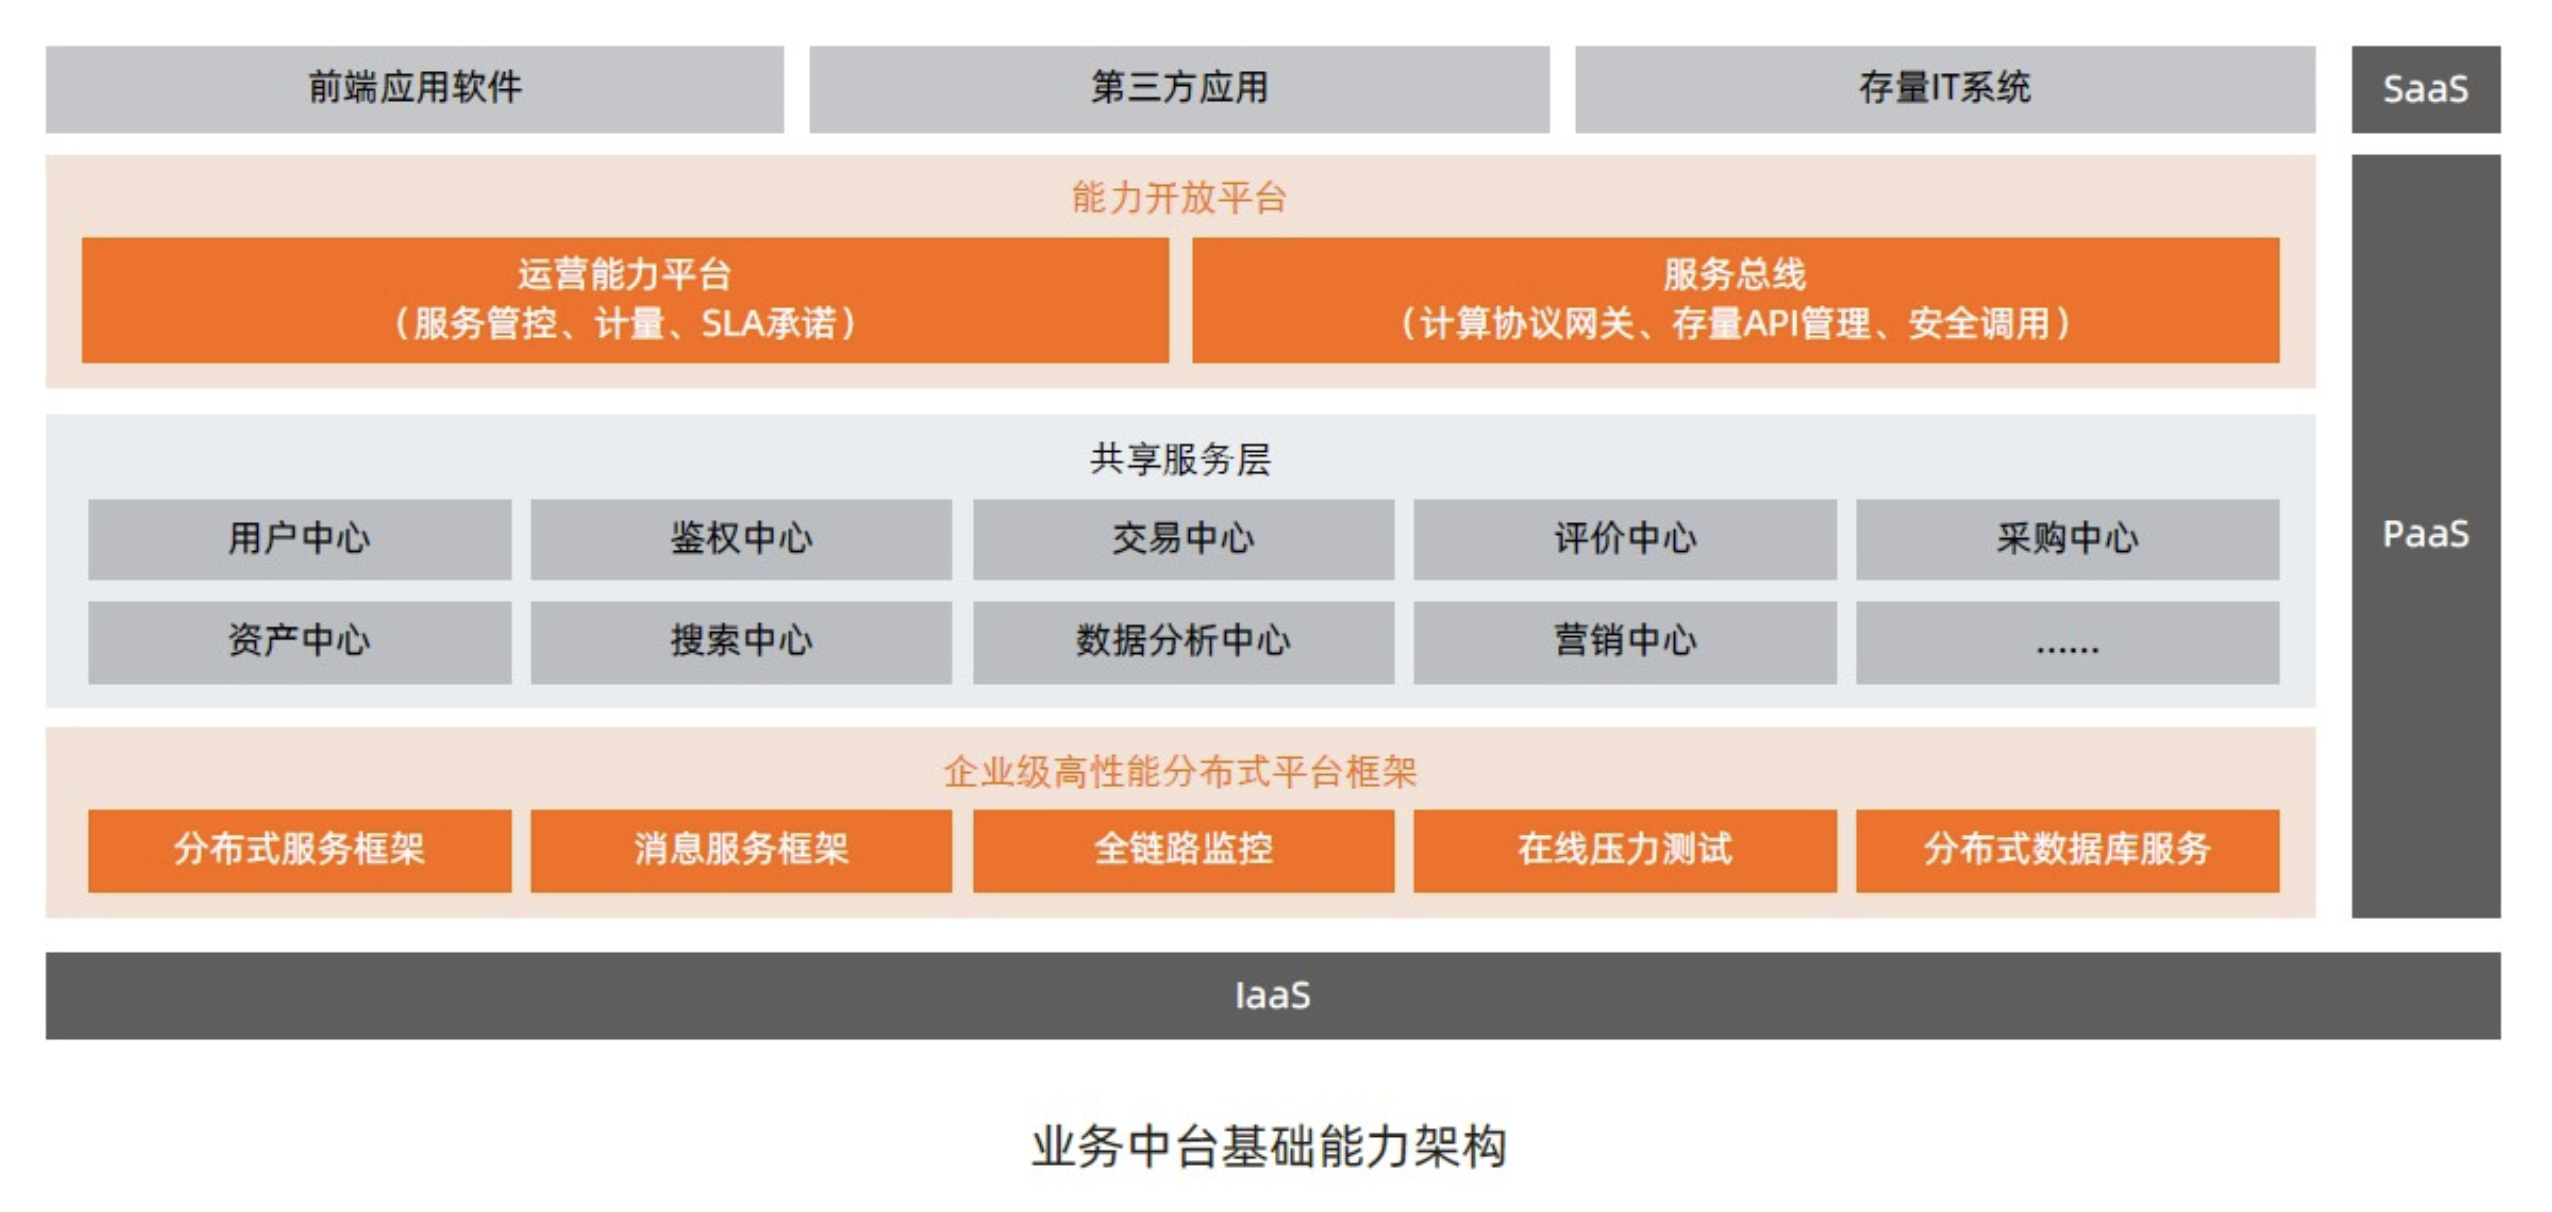 前端应用软件
第三方应用
存量IT系统
SaaS
能力开放平台
运营能力平台
（服务管控、计量、SLA承诺）
服务总线
（计算协议网关、存量API管理、安全调用）
共享服务层
用户中心
鉴权中心
交易中心
评价中心
采购中心
PaaS
资产中心
搜索中心
数据分析中心
营销中心
......
企业级高性能分布式平台框架
分布式服务框架
消息服务框架
全链路监控
在线压力测试
分布式数据库服务
IaaS
业务中台基础能力架构